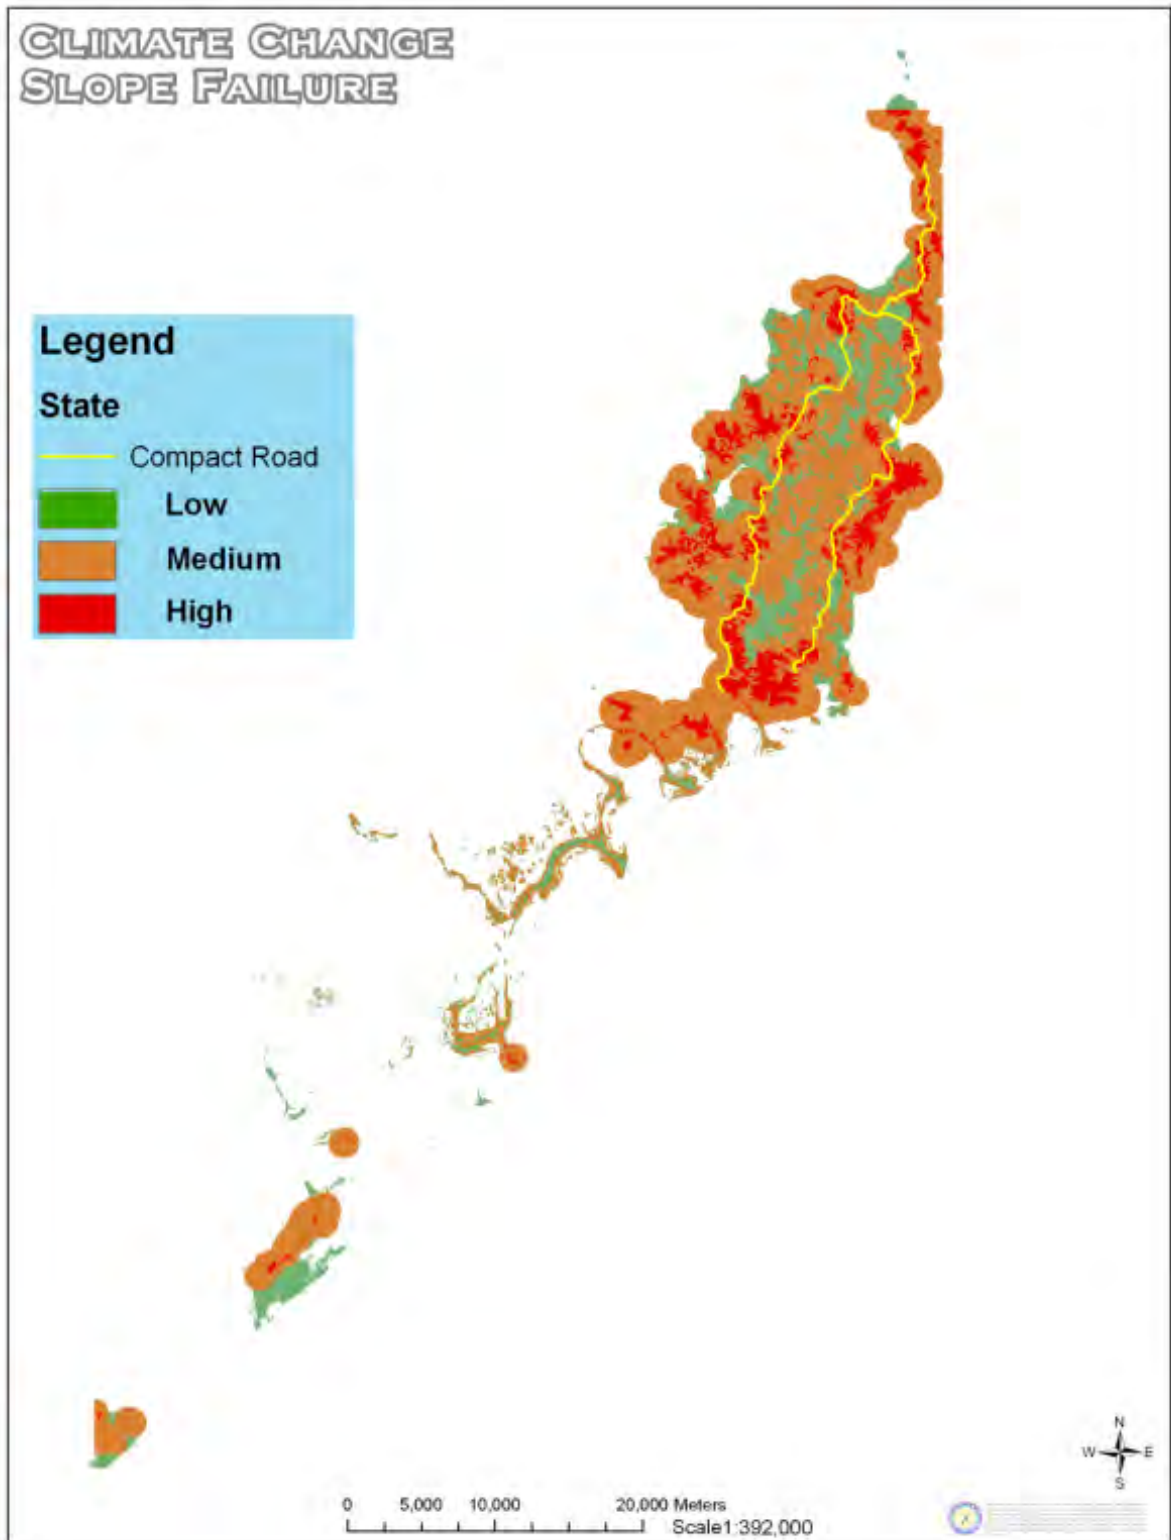 CLIMATE CHANGE
SLOPE FAILURE
Legend
State
Compact Road
Low
Medium
High
N
W E
S
0 5,000 10,000 20,000 Meters
Scale1:392,000